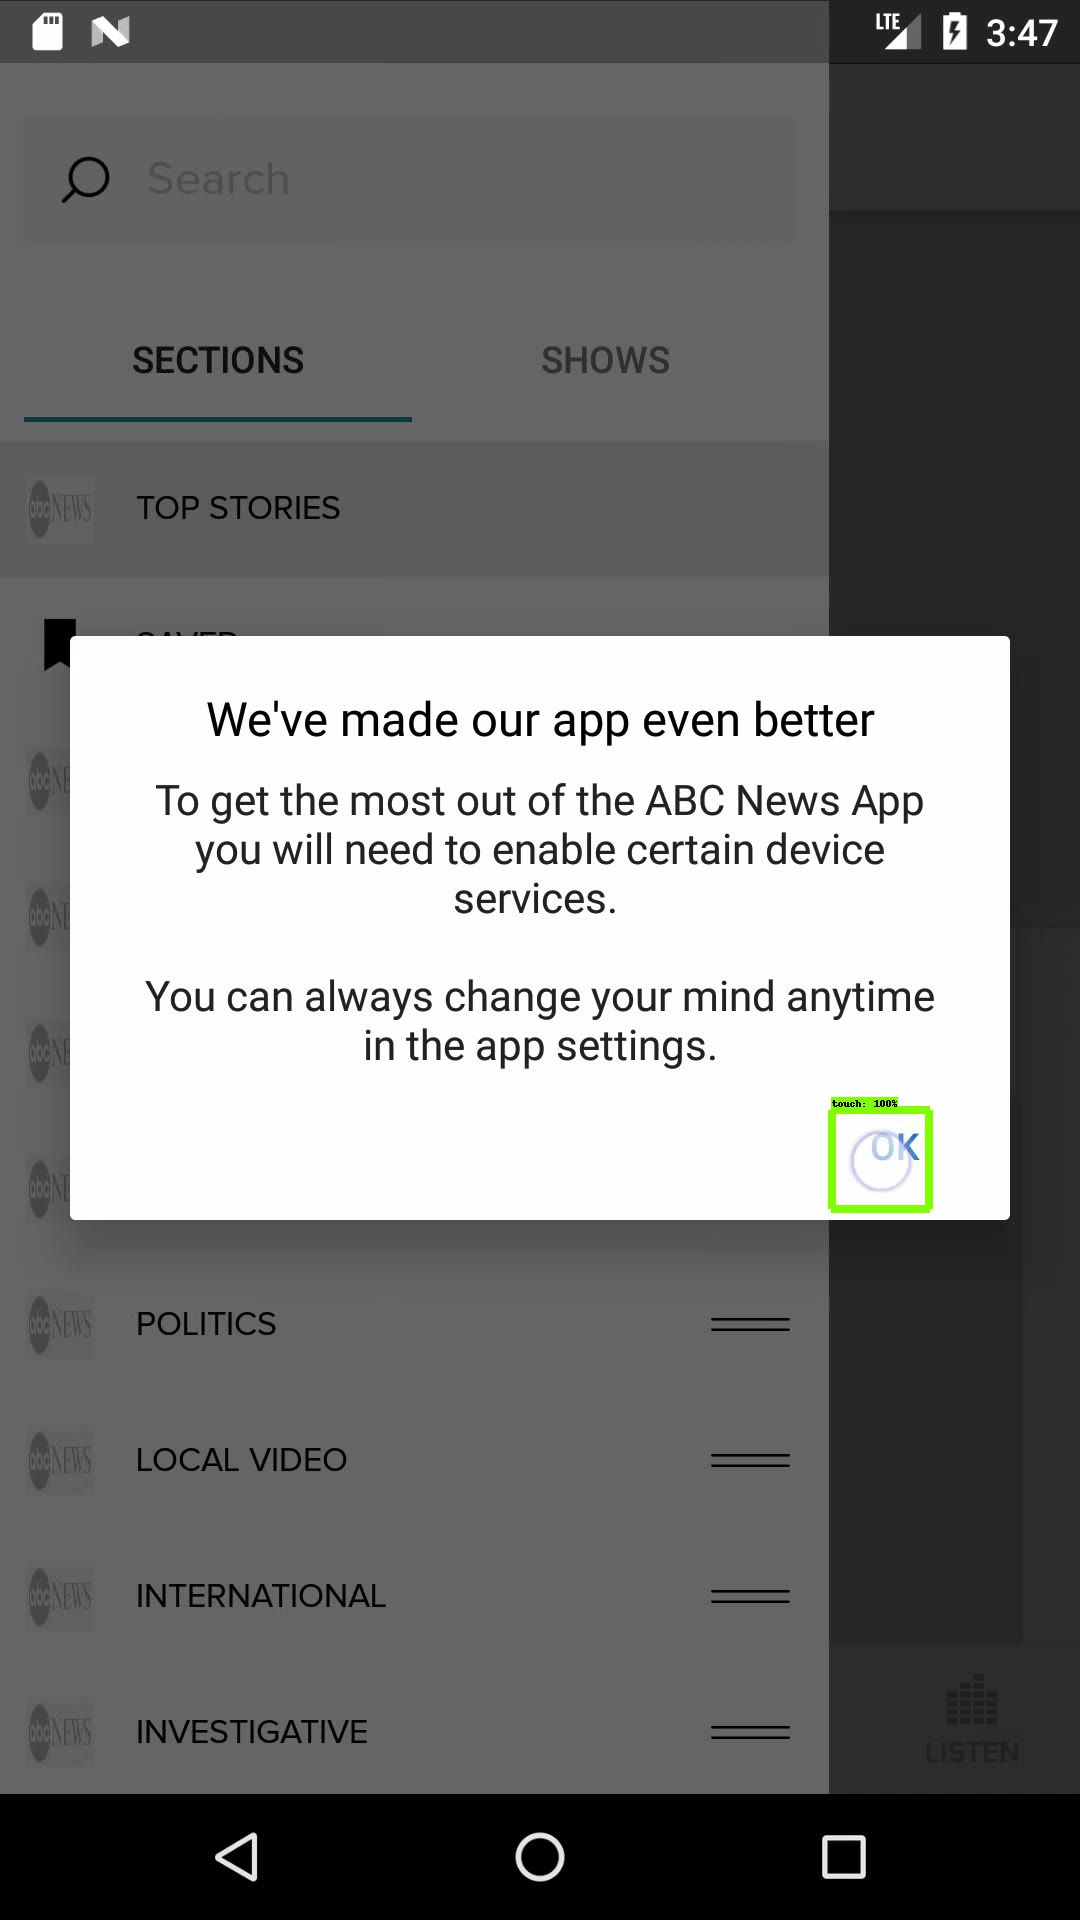 LTE 3:47
Search
SECTIONS SHOWS
abc NEWS TOP STORIES
We've made our app even better
To get the most out of the ABC News App
you will need to enable certain device
services.
You can always change your mind anytime
in the app settings.
touch: 100%
OK
abc NEWS POLITICS
abc NEWS LOCAL VIDEO
abc NEWS INTERNATIONAL
abc NEWS INVESTIGATIVE
LISTEN